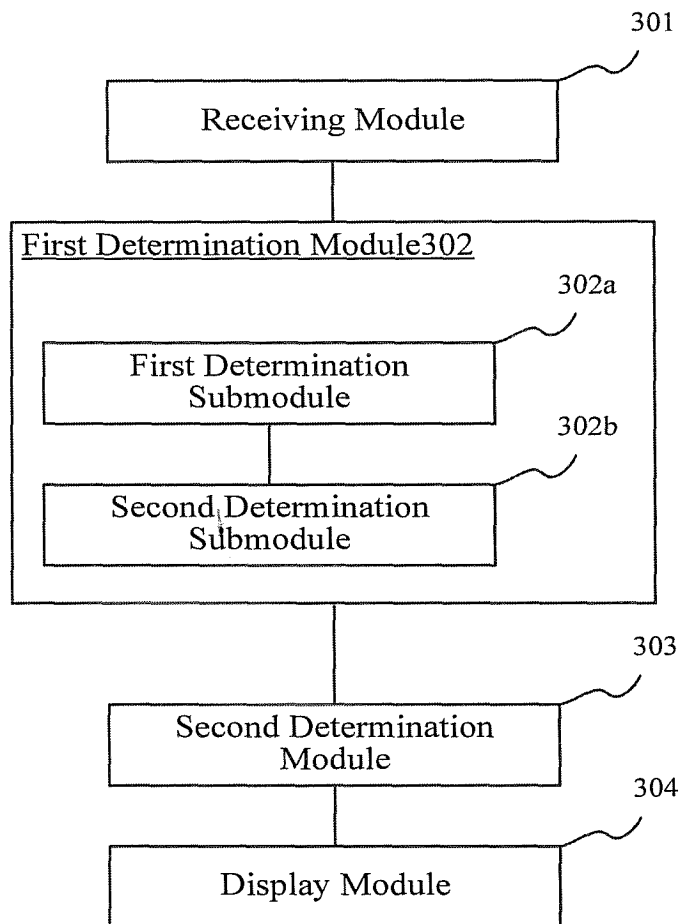 301
Receiving Module
First Determination Module302
302a
First Determination
Submodule
302b
Second Determination
Submodule
303
Second Determination
Module
304
Display Module